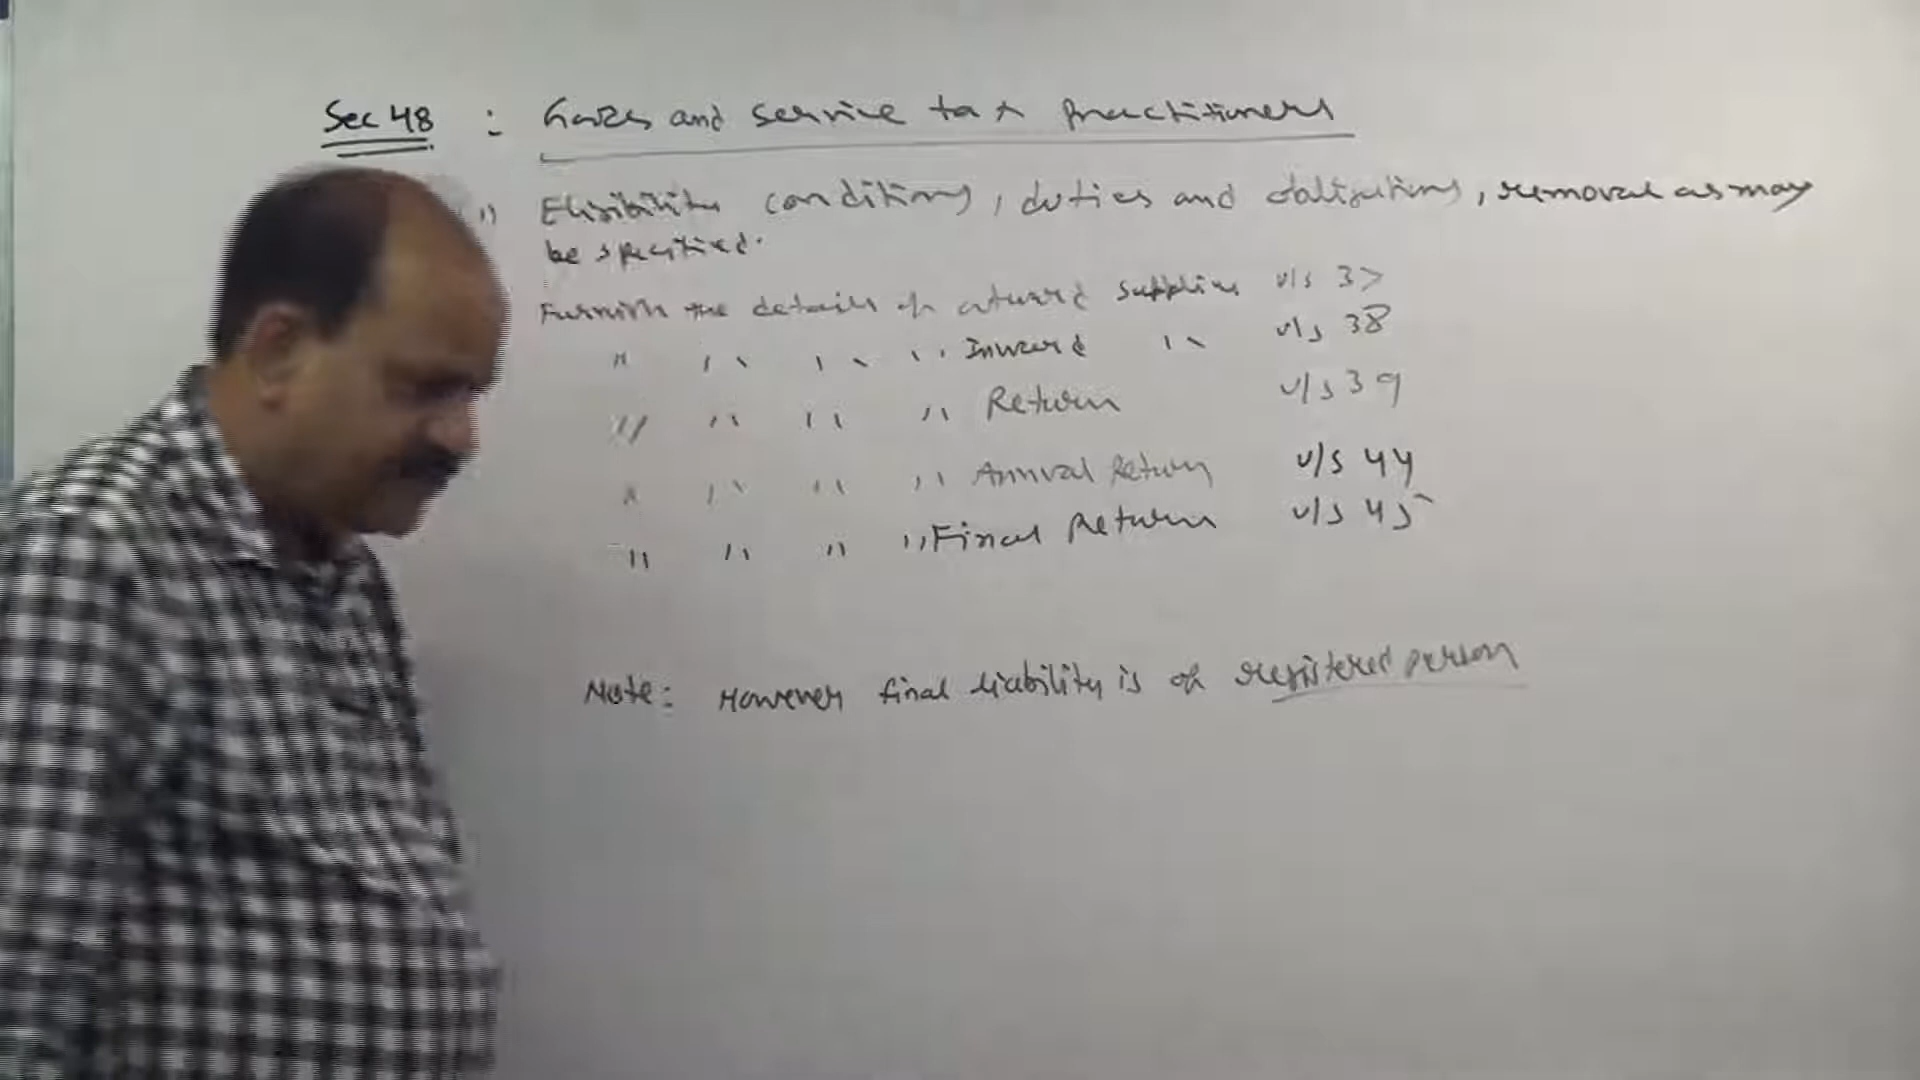 Sec 48 : Goods and service tax Practitioners
1) Eligibility conditions, duties and obligations, removal as may
be specified.
Furnish the details of outward supplies u/s 37
" " " " Inward " u/s 38
" " " " Return u/s 39
" " " " Annual Return u/s 44
" " " " Final Return u/s 45
Note: However final liability is of registered person